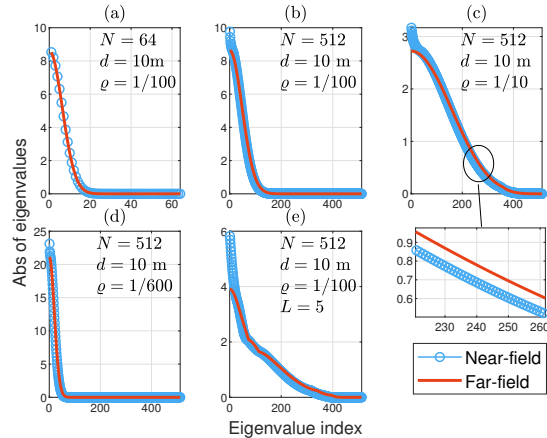 (a)
N = 64
d = 10m
ϱ = 1/100
10
8
6
4
2
0
0 20 40 60
(b)
N = 512
d = 10 m
ϱ = 1/100
10
8
6
4
2
0
0 200 400
(c)
N = 512
d = 10 m
ϱ = 1/10
3
2
1
0
0 200 400
Abs of eigenvalues
(d)
N = 512
d = 10 m
ϱ = 1/600
25
20
15
10
5
0
0 200 400
(e)
N = 512
d = 10 m
ϱ = 1/100
L = 5
6
5
4
3
2
1
0
0 200 400
0.9
0.8
0.7
0.6
230 240 250 260
Near-field
Far-field
Eigenvalue index